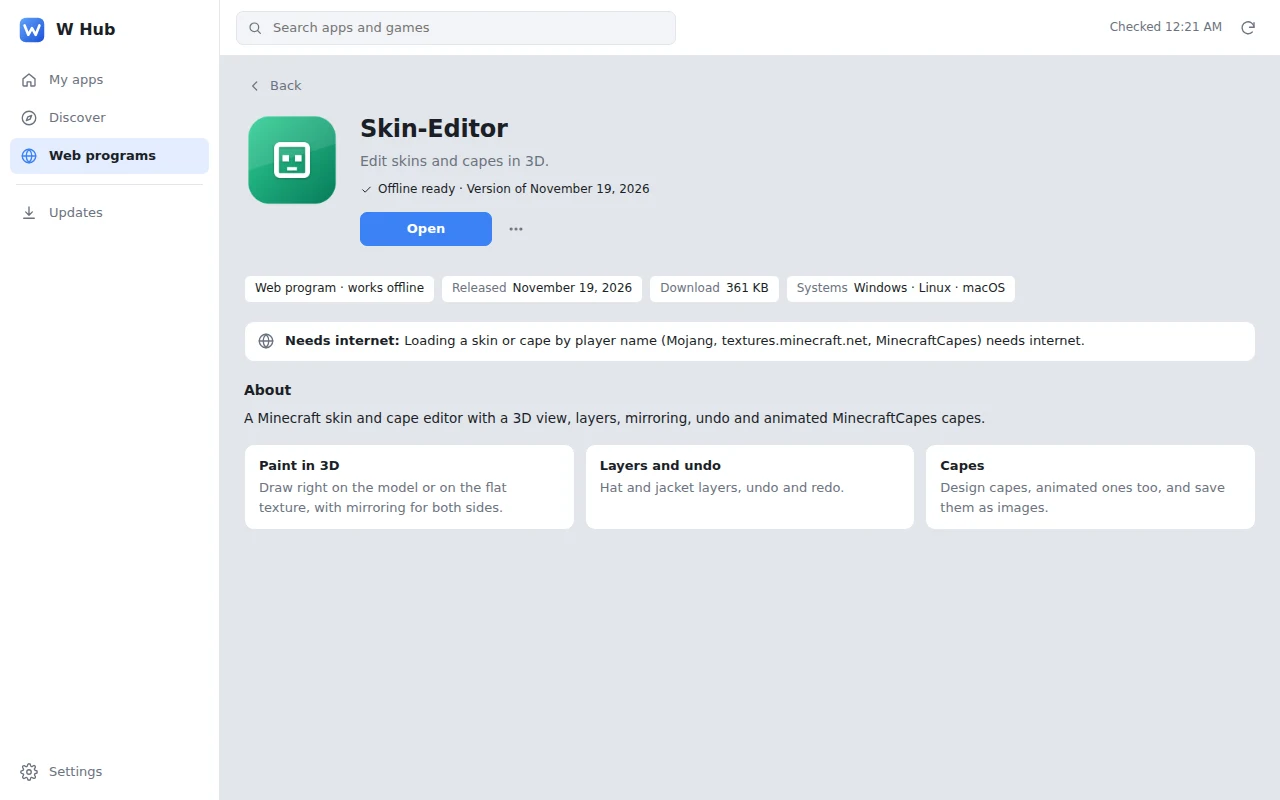 W Hub
Search apps and games
Checked 12:21 AM
My apps
Discover
Web programs
Updates
Settings
Back
Skin-Editor
Edit skins and capes in 3D.
Offline ready · Version of November 19, 2026
Open
Web program · works offline
Released November 19, 2026
Download 361 KB
Systems Windows · Linux · macOS
Needs internet: Loading a skin or cape by player name (Mojang, textures.minecraft.net, MinecraftCapes) needs internet.
About
A Minecraft skin and cape editor with a 3D view, layers, mirroring, undo and animated MinecraftCapes capes.
Paint in 3D
Draw right on the model or on the flat
texture, with mirroring for both sides.
Layers and undo
Hat and jacket layers, undo and redo.
Capes
Design capes, animated ones too, and save
them as images.